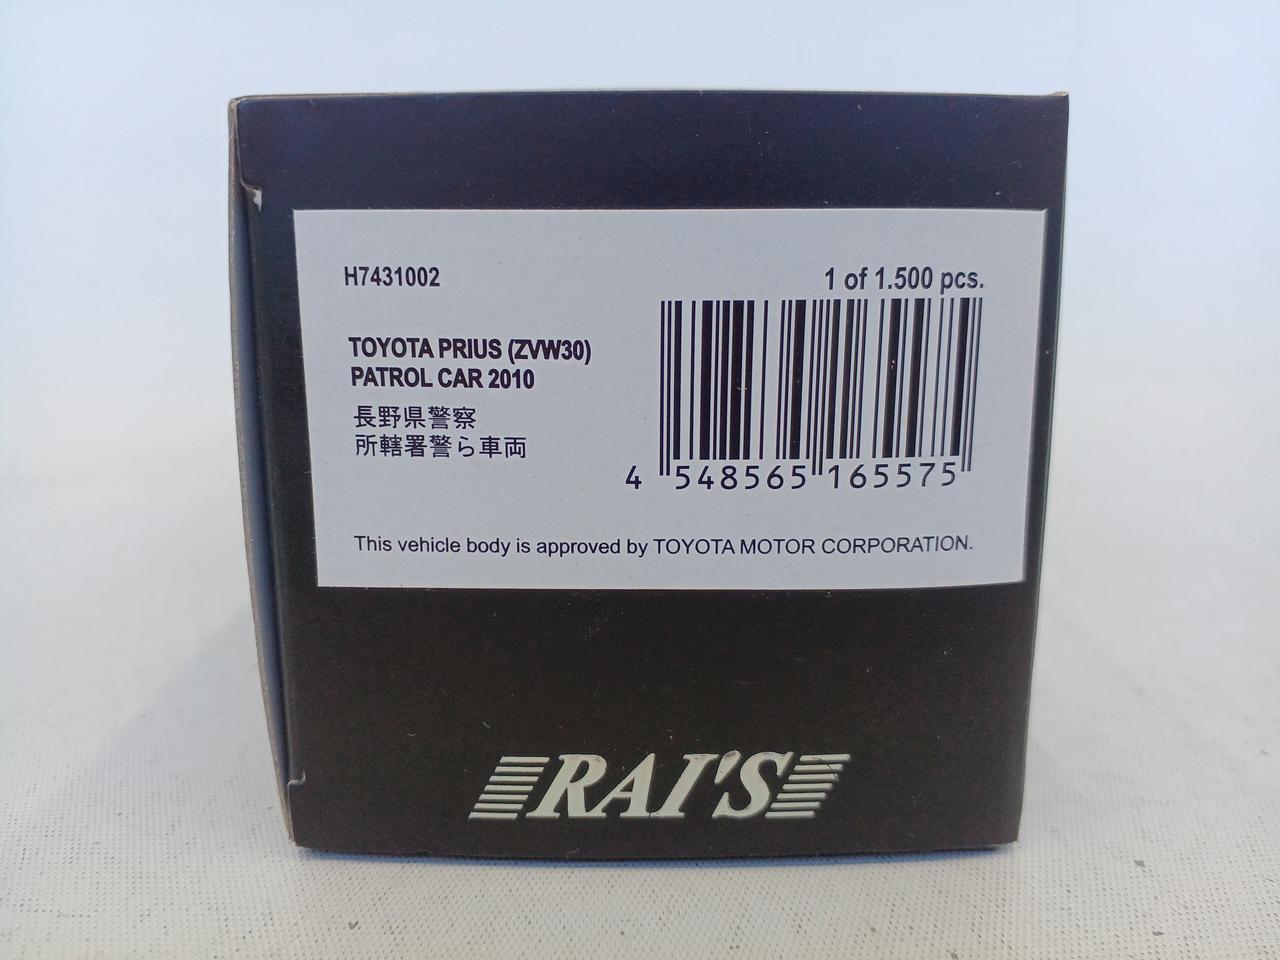 H7431002
1 of 1.500 pcs.
TOYOTA PRIUS (ZVW30)
PATROL CAR 2010
長野県警察
所轄署警ら車両
4 548565 165575
This vehicle body is approved by TOYOTA MOTOR CORPORATION.
RAI'S